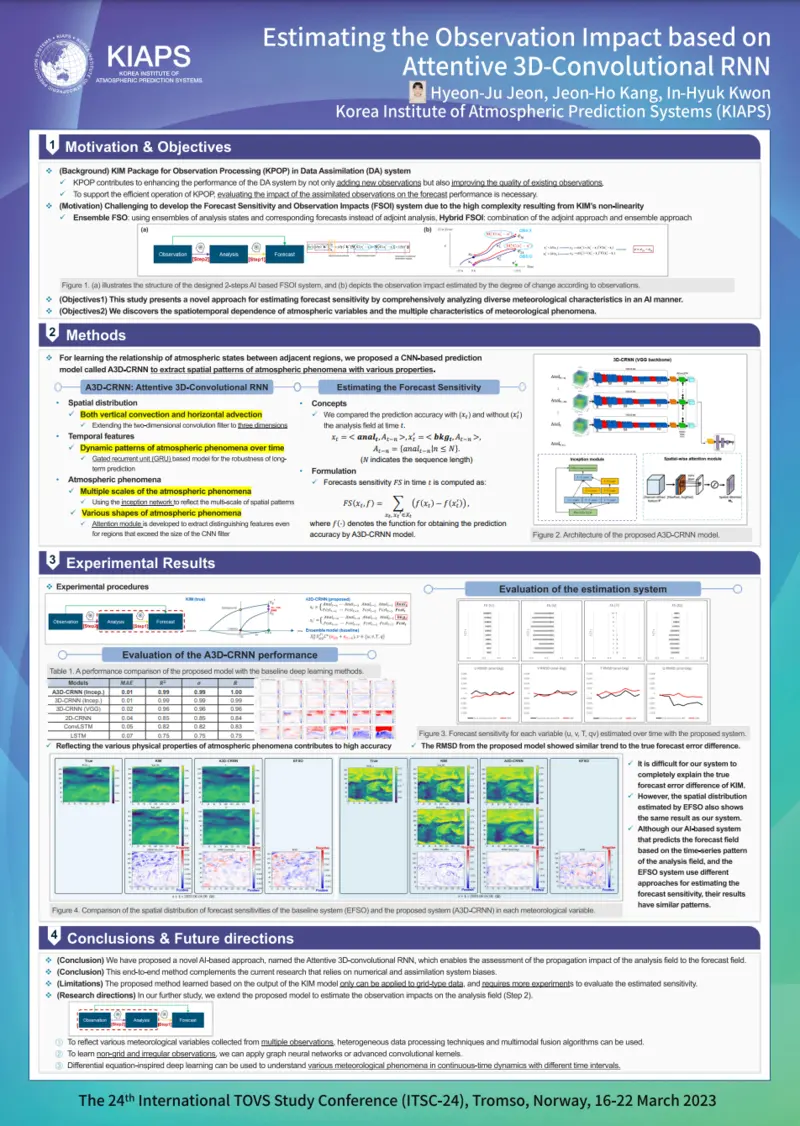 KIAPS
KOREA INSTITUTE OF
ATMOSPHERIC PREDICTION SYSTEMS
Estimating the Observation Impact based on
Attentive 3D-Convolutional RNN
Hyeon-Ju Jeon, Jeon-Ho Kang, In-Hyuk Kwon
Korea Institute of Atmospheric Prediction Systems (KIAPS)
1 Motivation & Objectives
❖ (Background) KIM Package for Observation Processing (KPOP) in Data Assimilation (DA) system
✓ KPOP contributes to enhancing the performance of the DA system by not only adding new observations but also improving the quality of existing observations.
✓ To support the efficient operation of KPOP, evaluating the impact of the assimilated observations on the forecast performance is necessary.
❖ (Motivation) Challenging to develop the Forecast Sensitivity and Observation Impacts (FSOI) system due to the high complexity resulting from KIM's non-linearity
✓ Ensemble FSO: using ensembles of analysis states and corresponding forecasts instead of adjoint analysis, Hybrid FSOI: combination of the adjoint approach and ensemble approach
(a) (b)
Observation Analysis Forecast
[Step2] [Step1]
Figure 1. (a) illustrates the structure of the designed 2-steps AI based FSOI system, and (b) depicts the observation impact estimated by the degree of change according to observations.
❖ (Objectives1) This study presents a novel approach for estimating forecast sensitivity by comprehensively analyzing diverse meteorological characteristics in an AI manner.
❖ (Objectives2) We discover the spatiotemporal dependence of atmospheric variables and the multiple characteristics of meteorological phenomena.
2 Methods
❖ For learning the relationship of atmospheric states between adjacent regions, we proposed a CNN-based prediction
model called A3D-CRNN to extract spatial patterns of atmospheric phenomena with various properties.
A3D-CRNN: Attentive 3D-Convolutional RNN
• Spatial distribution
✓ Both vertical convection and horizontal advection
✓ Extending the two-dimensional convolution filter to three dimensions
• Temporal features
✓ Dynamic patterns of atmospheric phenomena over time
✓ Gated recurrent unit (GRU) based model for the robustness of long-
term prediction
• Atmospheric phenomena
✓ Multiple scales of the atmospheric phenomena
✓ Using the inception network to reflect the multi-scale of spatial patterns
✓ Various shapes of atmospheric phenomena
✓ Attention module is developed to extract distinguishing features even
for regions that exceed the size of the CNN filter
Estimating the Forecast Sensitivity
• Concepts
✓ We compared the prediction accuracy with (xₜ) and without (xₜ′)
the analysis field at time t.
xₜ = < analₜ, Aₜ₋ₙ >, xₜ′ = < bkgₜ, Aₜ₋ₙ >,
Aₜ₋ₙ = {analₜ₋ₙ|n ≤ N}.
(N indicates the sequence length)
• Formulation
✓ Forecasts sensitivity FS in time t is computed as:
FS(xₜ, f) = ∑ (f(xₜ) − f(xₜ′)),
xₜ, xₜ′ ∈ Xₜ
where f(·) denotes the function for obtaining the prediction
accuracy by A3D-CRNN model.
3D-CRNN (VGG backbone)
Inception module
Spatial-wise attention module
Figure 2. Architecture of the proposed A3D-CRNN model.
3 Experimental Results
❖ Experimental procedures
Observation Analysis Forecast
[Step2] [Step1]
KIM (true)
A3D-CRNN (proposed)
Ensemble model (baseline)
Evaluation of the A3D-CRNN performance
Table 1. A performance comparison of the proposed model with the baseline deep learning methods.
Models MAE R² σ R
A3D-CRNN (Incep.) 0.01 0.99 0.99 1.00
3D-CRNN (Incep.) 0.01 0.99 0.99 0.99
3D-CRNN (VGG) 0.02 0.96 0.96 0.96
2D-CRNN 0.04 0.85 0.85 0.84
ConvLSTM 0.05 0.82 0.82 0.83
LSTM 0.07 0.75 0.75 0.75
Evaluation of the estimation system
Figure 3. Forecast sensitivity for each variable (u, v, T, qv) estimated over time with the proposed system.
✓ Reflecting the various physical properties of atmospheric phenomena contributes to high accuracy
✓ The RMSD from the proposed model showed similar trend to the true forecast error difference.
True KIM A3D-CRNN EFSO
True KIM A3D-CRNN EFSO
Figure 4. Comparison of the spatial distribution of forecast sensitivities of the baseline system (EFSO) and the proposed system (A3D-CRNN) in each meteorological variable.
✓ It is difficult for our system to
completely explain the true
forecast error difference of KIM.
✓ However, the spatial distribution
estimated by EFSO also shows
the same result as our system.
✓ Although our AI-based system
that predicts the forecast field
based on the time-series pattern
of the analysis field, and the
EFSO system use different
approaches for estimating the
forecast sensitivity, their results
have similar patterns.
4 Conclusions & Future directions
❖ (Conclusion) We have proposed a novel AI-based approach, named the Attentive 3D-convolutional RNN, which enables the assessment of the propagation impact of the analysis field to the forecast field.
❖ (Conclusion) This end-to-end method complements the current research that relies on numerical and assimilation system biases.
❖ (Limitations) The proposed method learned based on the output of the KIM model only can be applied to grid-type data, and requires more experiments to evaluate the estimated sensitivity.
❖ (Research directions) In our further study, we extend the proposed model to estimate the observation impacts on the analysis field (Step 2).
Observation Analysis Forecast
[Step2] [Step1]
① To reflect various meteorological variables collected from multiple observations, heterogeneous data processing techniques and multimodal fusion algorithms can be used.
② To learn non-grid and irregular observations, we can apply graph neural networks or advanced convolutional kernels.
③ Differential equation-inspired deep learning can be used to understand various meteorological phenomena in continuous-time dynamics with different time intervals.
The 24th International TOVS Study Conference (ITSC-24), Tromso, Norway, 16-22 March 2023